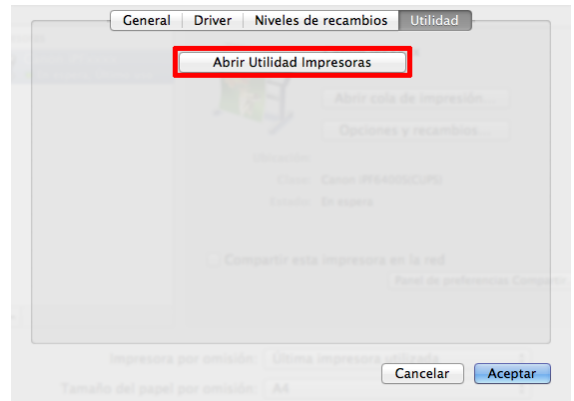 General Driver Niveles de recambios Utilidad
Abrir Utilidad Impresoras
Abrir cola de impresión...
Opciones y recambios...
Ubicación:
Clase: Canon
Estado: En espera
Compartir esta impresora en la red
Panel de preferencias Compartir
Impresora por omisión: Última impresora utilizada
Cancelar Aceptar
Tamaño del papel por omisión: A4